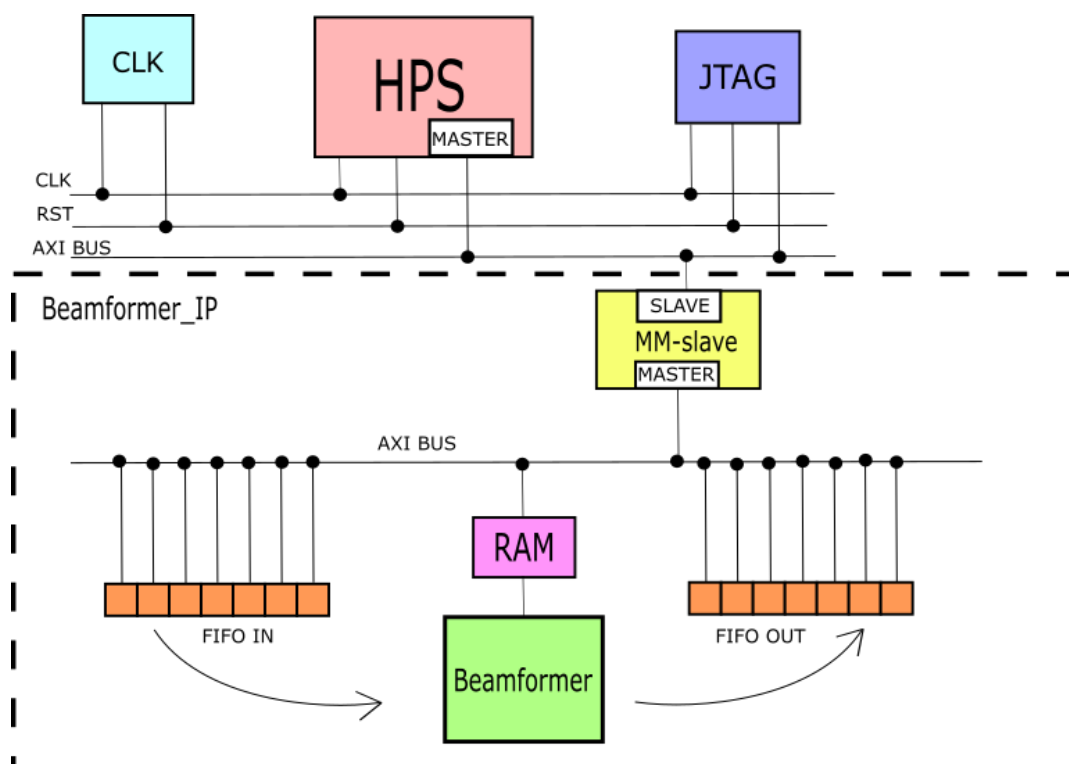 CLK
HPS
JTAG
MASTER
CLK
RST
AXI BUS
Beamformer_IP
SLAVE
MM-slave
MASTER
AXI BUS
RAM
FIFO IN
FIFO OUT
Beamformer